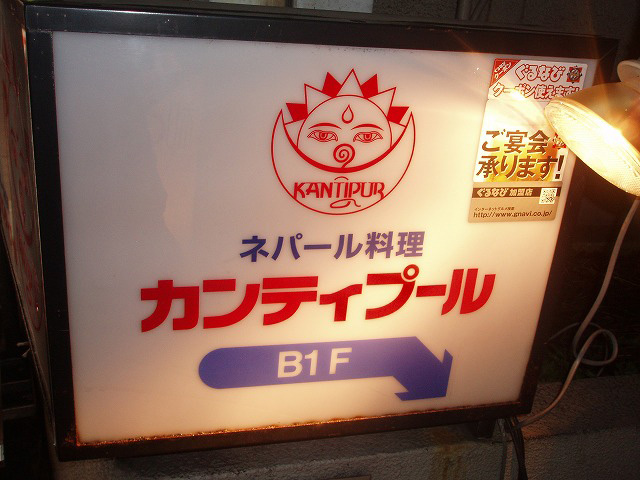 KANTIPUR
ネパール料理
カンティプール
B1F
ぐるなび
クーポン使えます!
ご宴会
承ります!
ぐるなび 加盟店
http://www.gnavi.co.jp/